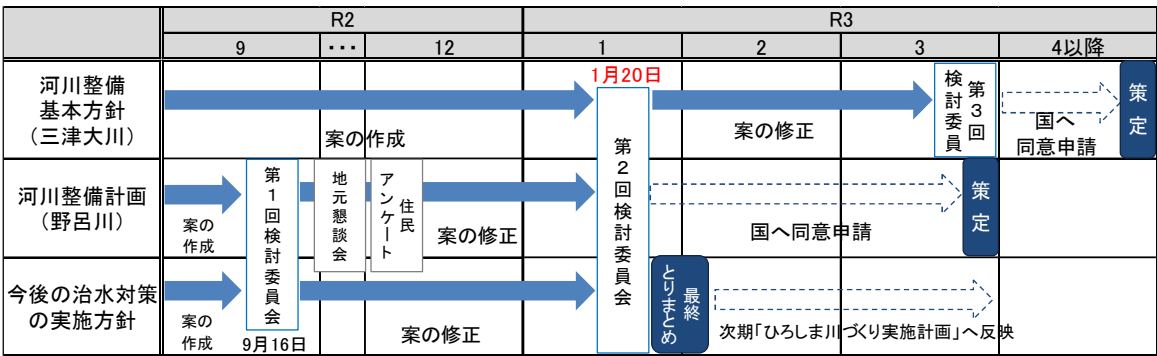 R2
R3
9
・・・
12
1
2
3
4以降
河川整備
基本方針
（三津大川）
案の作成
1月20日
第2回検討委員会
案の修正
第3回
検討委員
国へ
同意申請
策定
河川整備計画
（野呂川）
案の
作成
第1回検討委員会
9月16日
地元懇談会
住民
アンケート
案の修正
国へ同意申請
策定
今後の治水対策
の実施方針
案の
作成
案の修正
最終
とりまとめ
次期「ひろしま川づくり実施計画」へ反映